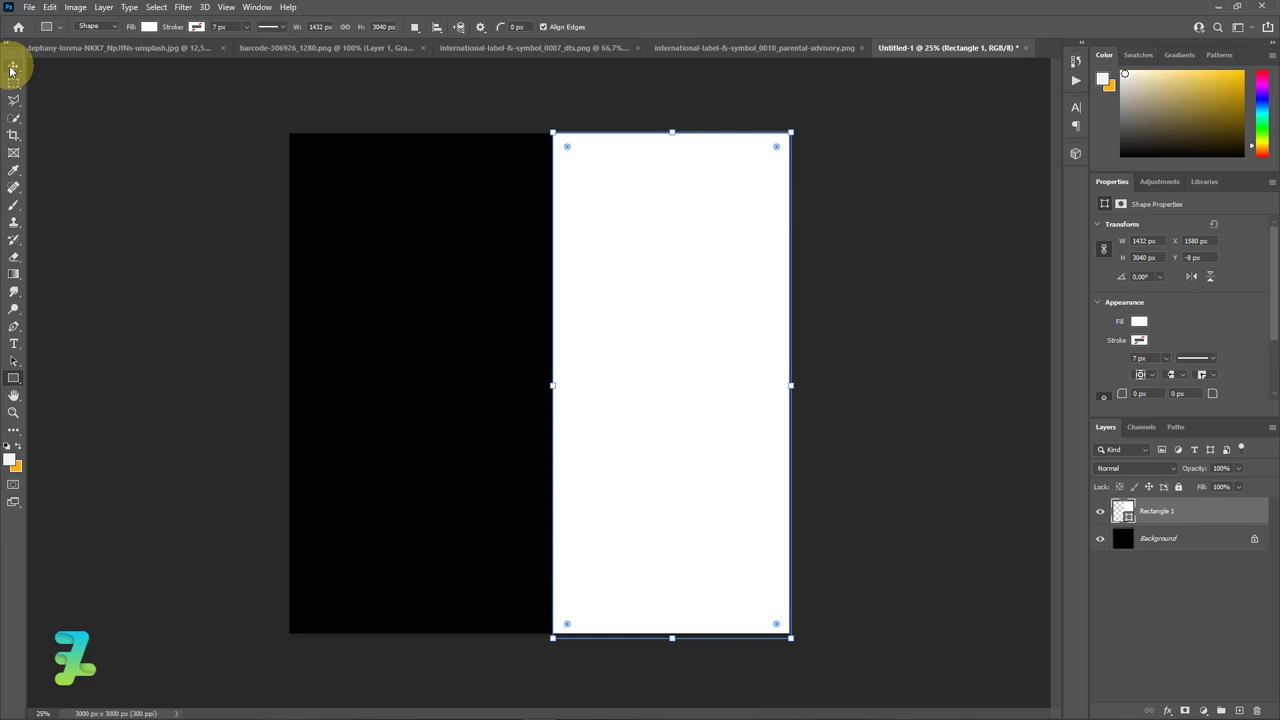 Ps File Edit Image Layer Type Select Filter 3D View Window Help
Shape Fill: Stroke: 7 px W: 1432 px H: 3040 px 0 px Align Edges
tephany-lorena-NKK7_NpJfNs-unsplash.jpg @ 12,5... × barcode-306926_1280.png @ 100% (Layer 1, Gra... × international-label-&-symbol_0007_dts.png @ 66,7%... × international-label-&-symbol_0010_parental-advisory.png × Untitled-1 @ 25% (Rectangle 1, RGB/8) * ×
Color Swatches Gradients Patterns
Properties Adjustments Libraries
Shape Properties
Transform
W 1432 px X 1580 px
H 3040 px Y -8 px
0,00°
Appearance
Fill
Stroke
7 px
0 px 0 px
Layers Channels Paths
Kind
Normal Opacity: 100%
Lock: Fill: 100%
Rectangle 1
Background
25% 3000 px x 3000 px (300 ppi)